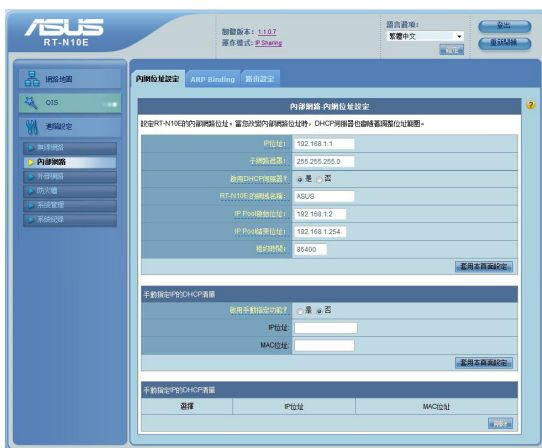 ASUS
RT-N10E
韌體版本: 1.1.0.7
操作模式: IP Sharing
語言選項:
繁體中文
登出
重新開機
網路地圖
QIS
進階設定
無線網路
內部網路
外部網路
防火牆
系統管理
系統紀錄
內網位址設定
ARP Binding
路由設定
內部網路-內網位址設定
設定RT-N10E的內部網路位址。當您改變內部網路位址時，DHCP伺服器也會隨著調整位址範圍。
IP位址: 192.168.1.1
子網路遮罩: 255.255.255.0
啟用DHCP伺服器? 是 否
RT-N10E的網域名稱: ASUS
IP Pool啟始位址: 192.168.1.2
IP Pool結束位址: 192.168.1.254
租約時間: 86400
套用本頁面設定
手動指定IP的DHCP清單
啟用手動指定功能? 是 否
IP位址:
MAC位址:
套用本頁面設定
手動指定IP的DHCP清單
選擇 IP位址 MAC位址